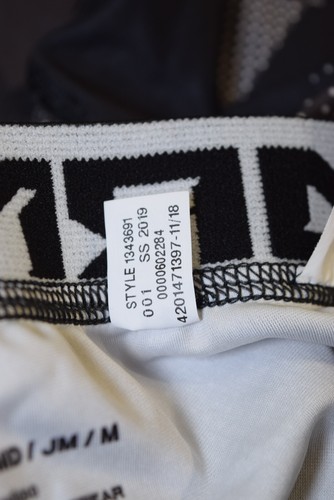 STYLE 1343691
001 SS 2019
0000602284
4201471397-11/18
MD / JM / M